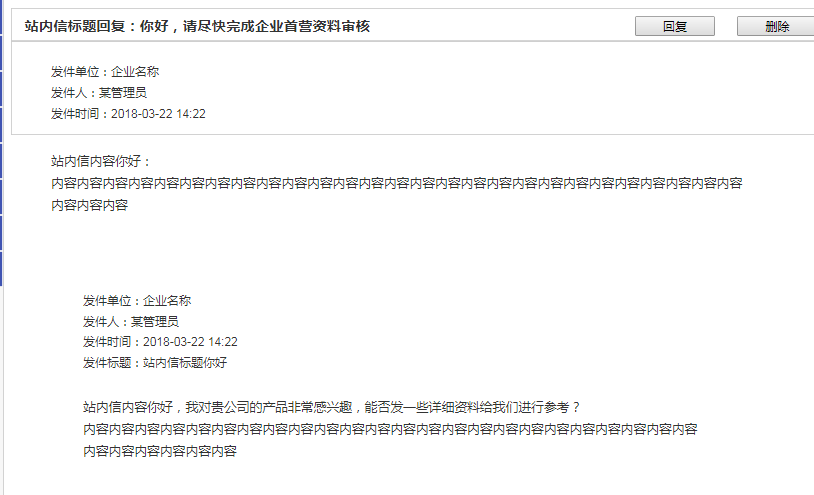 站内信标题回复：你好，请尽快完成企业首营资料审核
回复
删除
发件单位：企业名称
发件人：某管理员
发件时间：2018-03-22 14:22
站内信内容你好：
内容内容内容内容内容内容内容内容内容内容内容内容内容内容内容内容内容内容内容内容内容内容内容内容内容内容内容
内容内容内容
发件单位：企业名称
发件人：某管理员
发件时间：2018-03-22 14:22
发件标题：站内信标题你好
站内信内容你好，我对贵公司的产品非常感兴趣，能否发一些详细资料给我们进行参考？
内容内容内容内容内容内容内容内容内容内容内容内容内容内容内容内容内容内容内容内容内容内容内容内容
内容内容内容内容内容内容